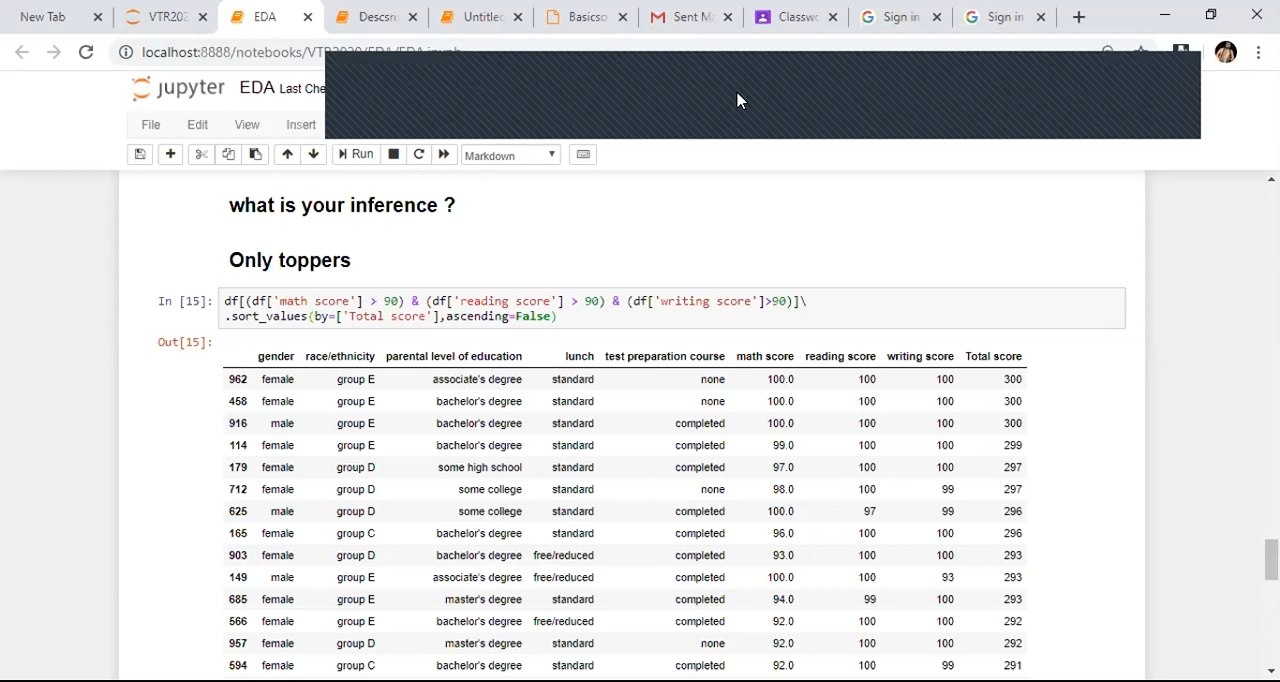 New Tab VTR202 EDA Descsn Untitled Basicso Sent M Classw Sign in Sign in
localhost:8888/notebooks/VTR2020/EDA/EDA.ipynb
jupyter EDA Last Che
File Edit View Insert
Run Markdown
what is your inference ?
Only toppers
In [15]: df[(df['math score'] > 90) & (df['reading score'] > 90) & (df['writing score']>90)]\
.sort_values(by=['Total score'],ascending=False)
Out[15]:
gender race/ethnicity parental level of education lunch test preparation course math score reading score writing score Total score
962 female group E associate's degree standard none 100.0 100 100 300
458 female group E bachelor's degree standard none 100.0 100 100 300
916 male group E bachelor's degree standard completed 100.0 100 100 300
114 female group E bachelor's degree standard completed 99.0 100 100 299
179 female group D some high school standard completed 97.0 100 100 297
712 female group D some college standard none 98.0 100 99 297
625 male group D some college standard completed 100.0 97 99 296
165 female group C bachelor's degree standard completed 96.0 100 100 296
903 female group D bachelor's degree free/reduced completed 93.0 100 100 293
149 male group E associate's degree free/reduced completed 100.0 100 93 293
685 female group E master's degree standard completed 94.0 99 100 293
566 female group E bachelor's degree free/reduced completed 92.0 100 100 292
957 female group D master's degree standard none 92.0 100 100 292
594 female group C bachelor's degree standard completed 92.0 100 99 291